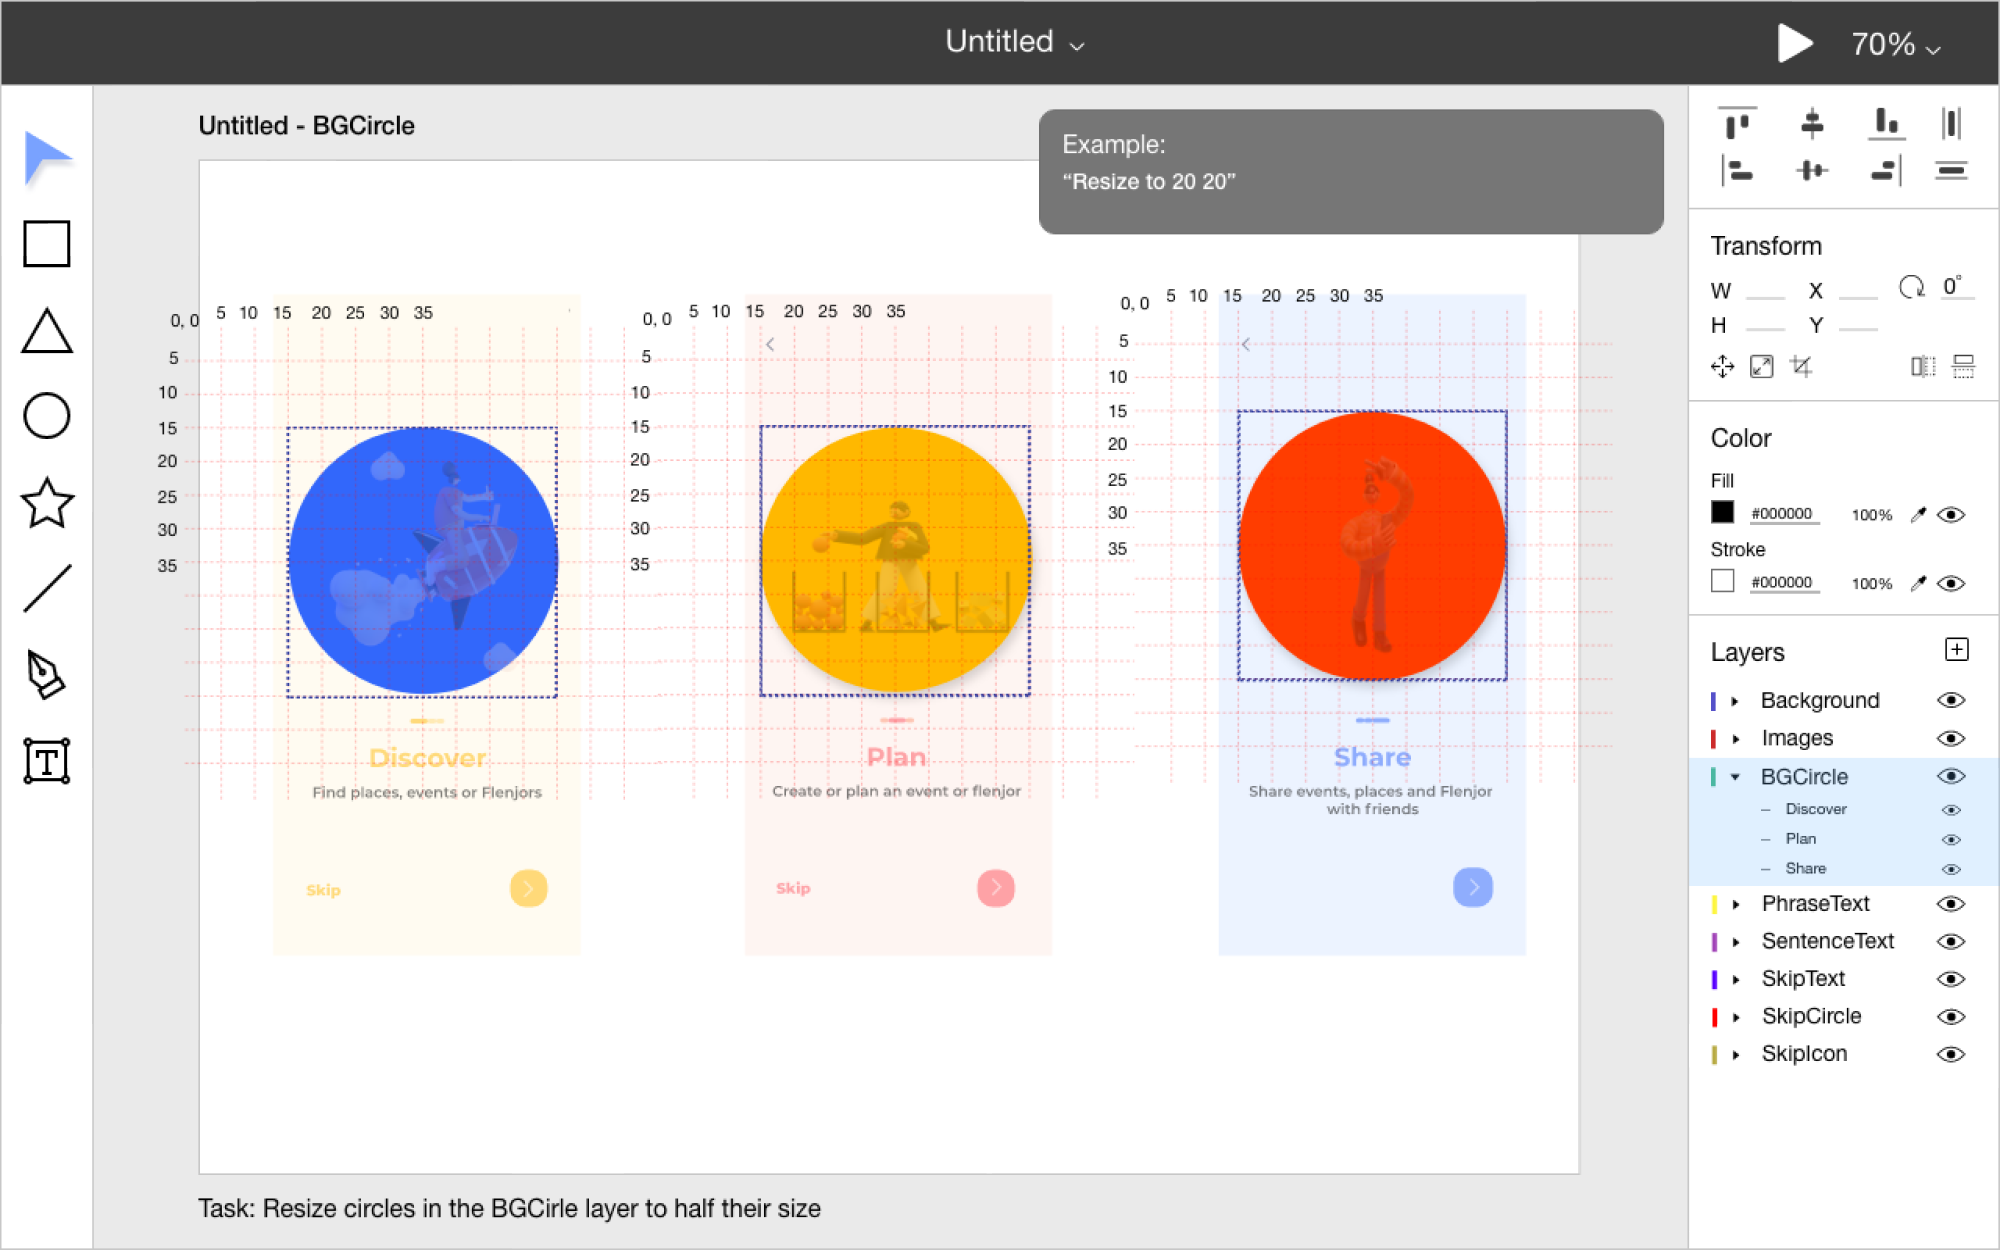 Untitled
70%
Untitled - BGCircle
Example:
“Resize to 20 20”
0, 0 5 10 15 20 25 30 35
5
10
15
20
25
30
35
Discover
Find places, events or Flenjors
Skip
0, 0 5 10 15 20 25 30 35
5
10
15
20
25
30
35
Plan
Create or plan an event or flenjor
Skip
0, 0 5 10 15 20 25 30 35
5
10
15
20
25
30
35
Share
Share events, places and Flenjor
with friends
Task: Resize circles in the BGCirle layer to half their size
T
Transform
W X 0°
H Y
Color
Fill
#000000 100%
Stroke
#000000 100%
Layers
Background
Images
BGCircle
– Discover
– Plan
– Share
PhraseText
SentenceText
SkipText
SkipCircle
SkipIcon